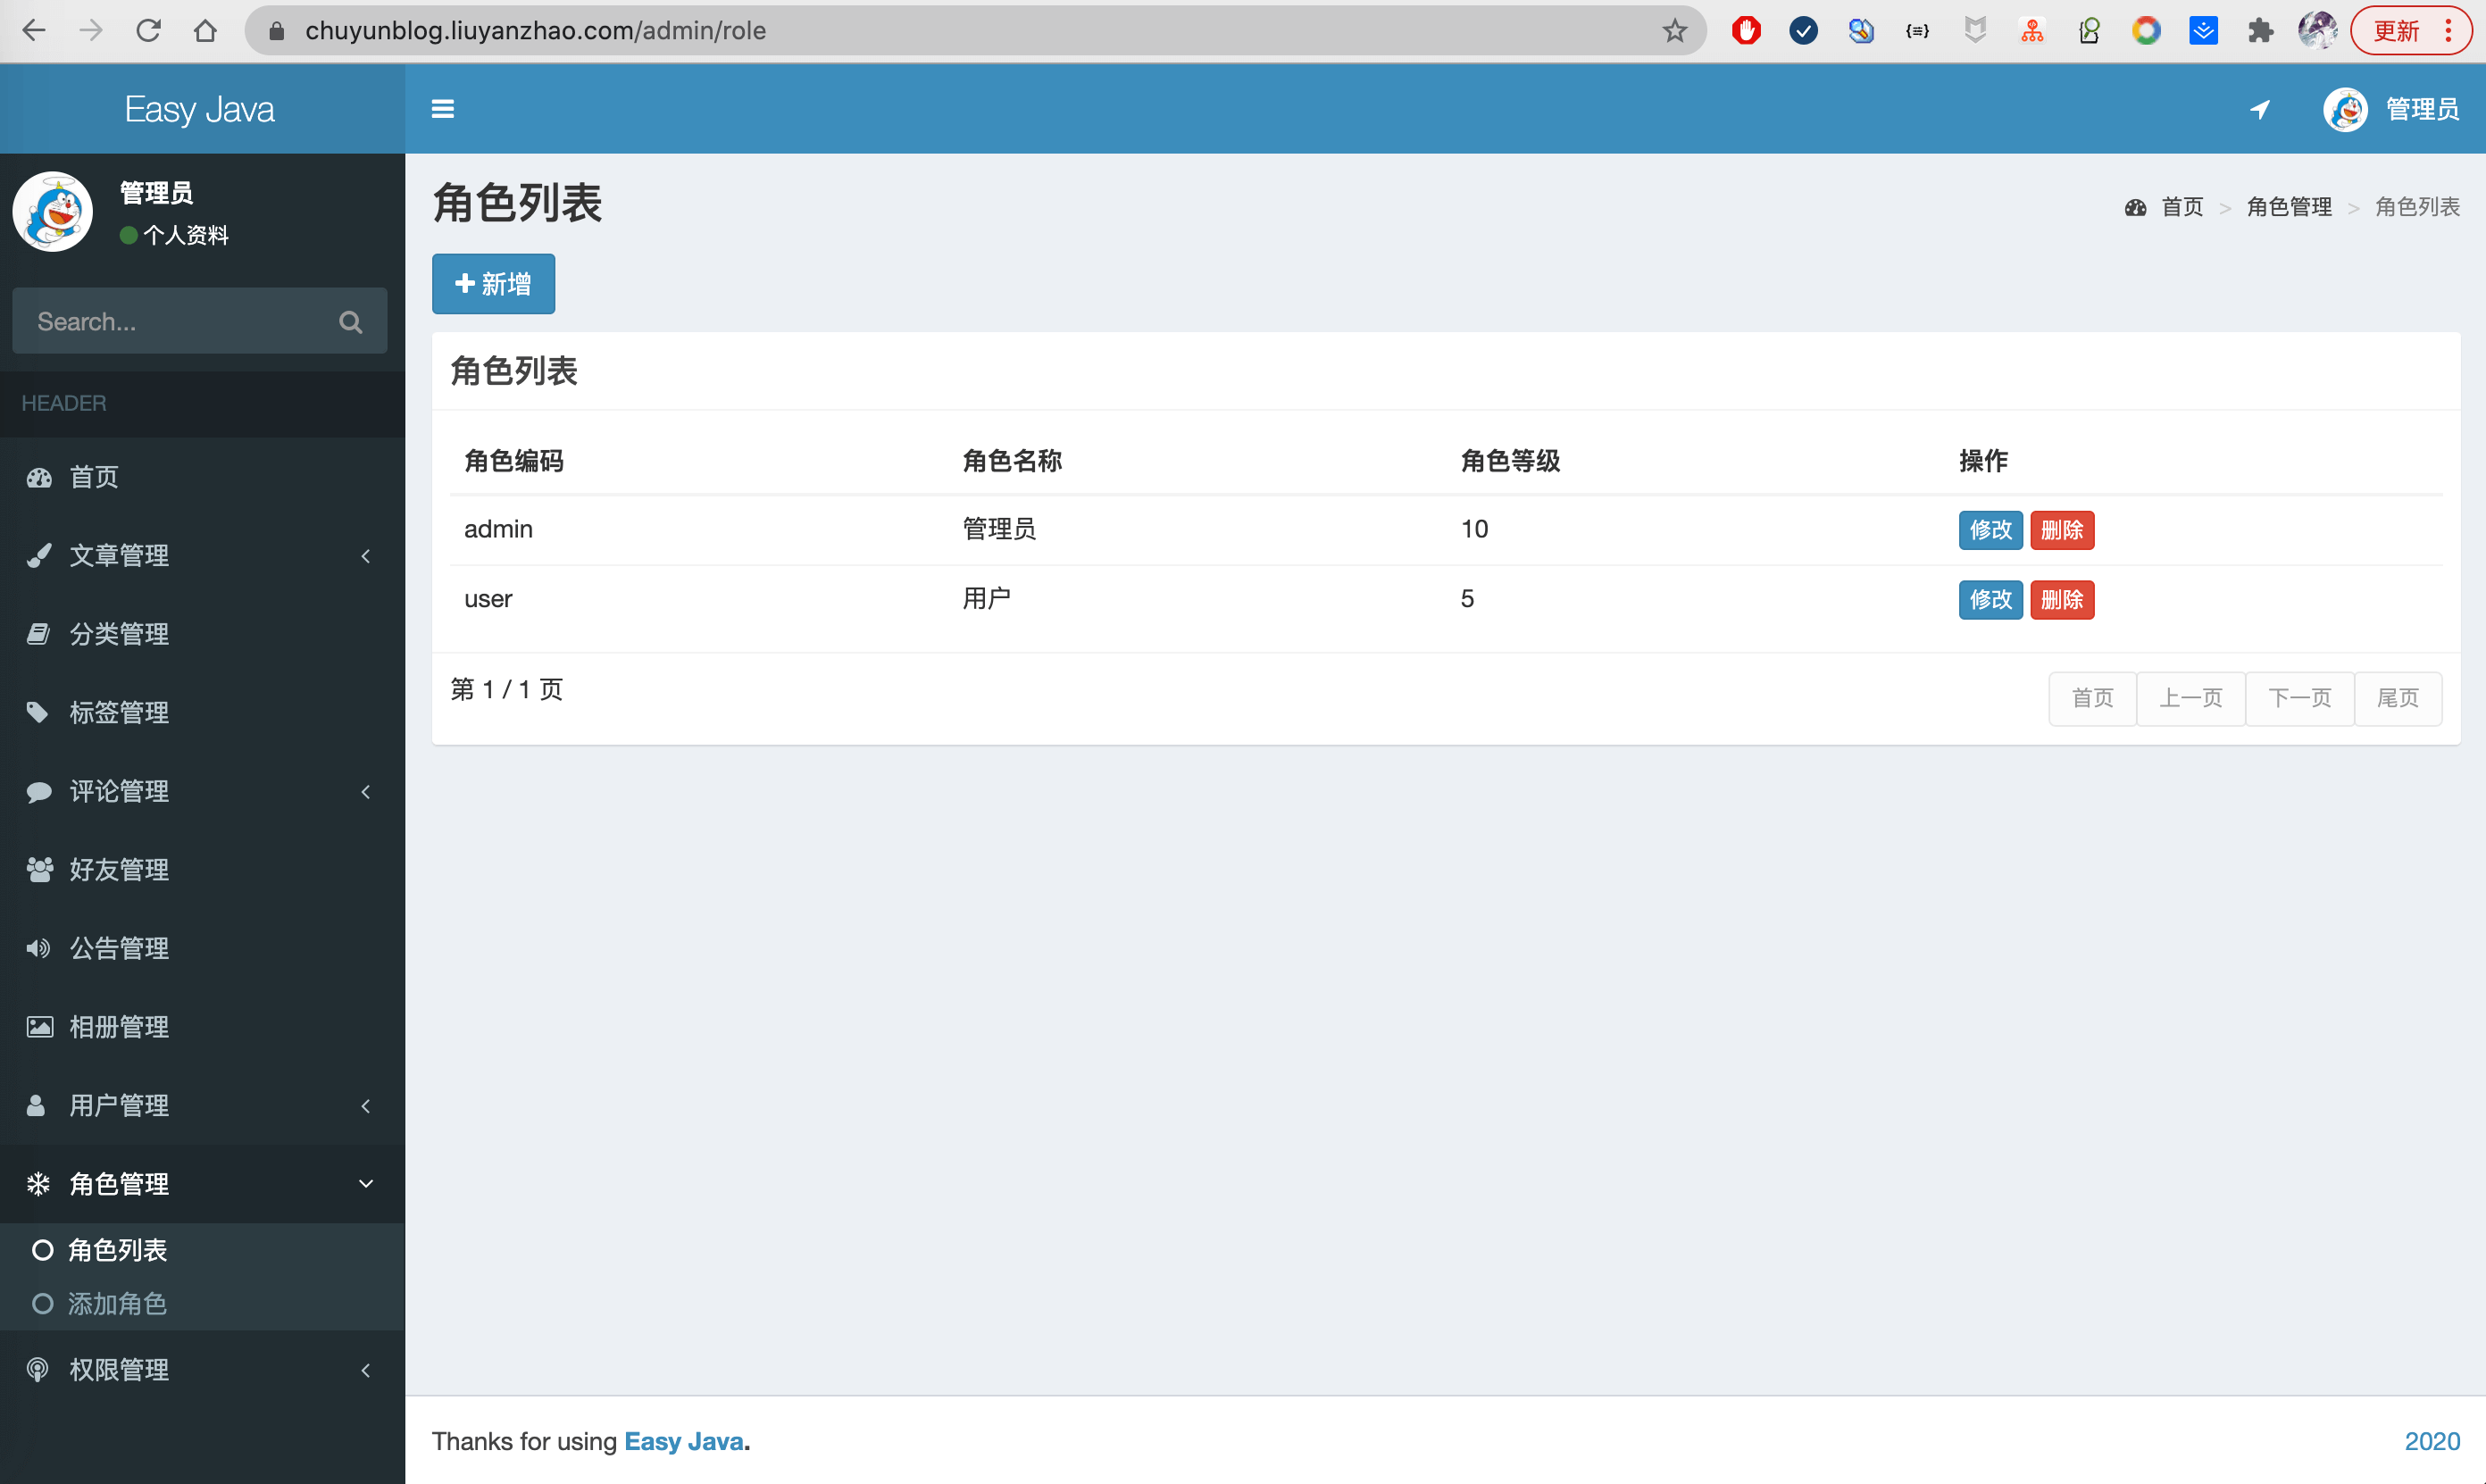 chuyunblog.liuyanzhao.com/admin/role
更新
Easy Java
管理员
管理员
个人资料
Search...
HEADER
首页
文章管理
分类管理
标签管理
评论管理
好友管理
公告管理
相册管理
用户管理
角色管理
角色列表
添加角色
权限管理
角色列表
首页 > 角色管理 > 角色列表
新增
角色列表
角色编码 角色名称 角色等级 操作
admin 管理员 10 修改 删除
user 用户 5 修改 删除
第 1 / 1 页
首页 上一页 下一页 尾页
Thanks for using Easy Java.
2020